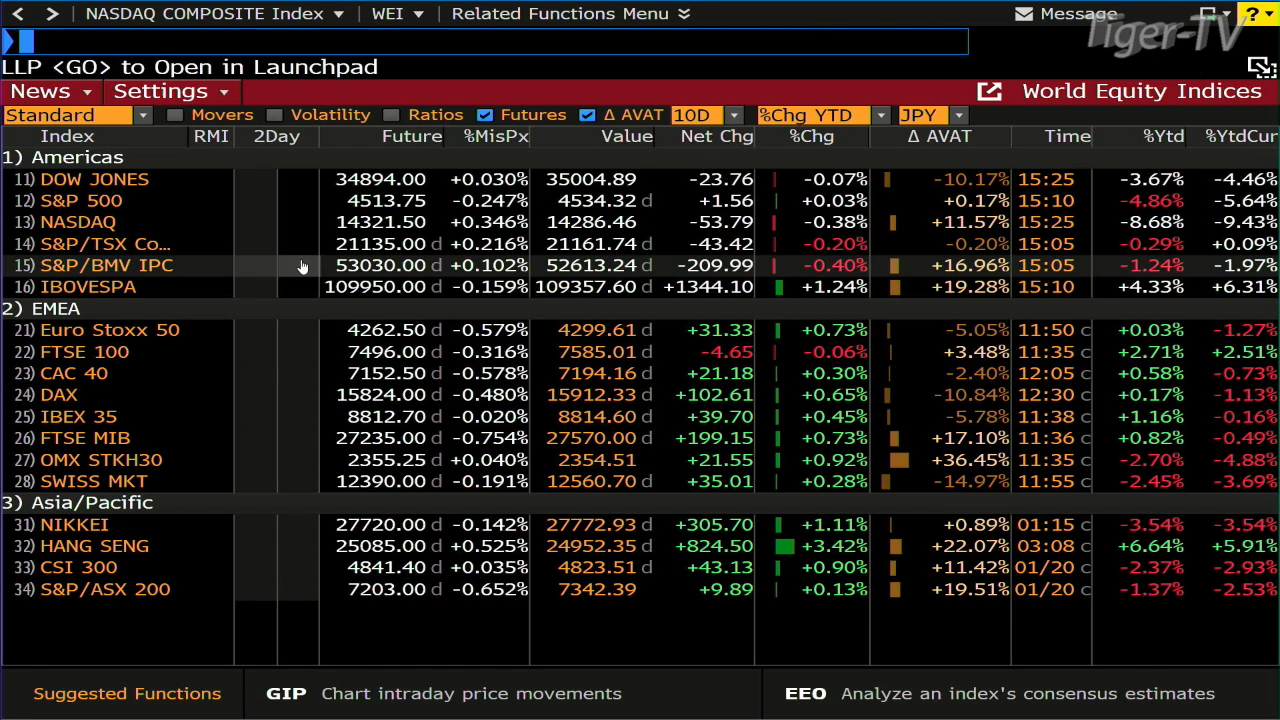 NASDAQ COMPOSITE Index WEI Related Functions Menu Message ?
Tiger-TV
LLP <GO> to Open in Launchpad
News Settings World Equity Indices
Standard Movers Volatility Ratios Futures Δ AVAT 10D %Chg YTD JPY
Index RMI 2Day Future %MisPx Value Net Chg %Chg Δ AVAT Time %Ytd %YtdCur
1) Americas
11) DOW JONES 34894.00 +0.030% 35004.89 -23.76 -0.07% -10.17% 15:25 -3.67% -4.46%
12) S&P 500 4513.75 -0.247% 4534.32 d +1.56 +0.03% +0.17% 15:10 -4.86% -5.64%
13) NASDAQ 14321.50 +0.346% 14286.46 -53.79 -0.38% +11.57% 15:25 -8.68% -9.43%
14) S&P/TSX Co... 21135.00 d +0.216% 21161.74 d -43.42 -0.20% -0.20% 15:05 -0.29% +0.09%
15) S&P/BMV IPC 53030.00 d +0.102% 52613.24 d -209.99 -0.40% +16.96% 15:05 -1.24% -1.97%
16) IBOVESPA 109950.00 d -0.159% 109357.60 d +1344.10 +1.24% +19.28% 15:10 +4.33% +6.31%
2) EMEA
21) Euro Stoxx 50 4262.50 d -0.579% 4299.61 d +31.33 +0.73% -5.05% 11:50 c +0.03% -1.27%
22) FTSE 100 7496.00 d -0.316% 7585.01 d -4.65 -0.06% +3.48% 11:35 c +2.71% +2.51%
23) CAC 40 7152.50 d -0.578% 7194.16 d +21.18 +0.30% -2.40% 12:05 c +0.58% -0.73%
24) DAX 15824.00 d -0.480% 15912.33 d +102.61 +0.65% -10.84% 12:30 c +0.17% -1.13%
25) IBEX 35 8812.70 d -0.020% 8814.60 d +39.70 +0.45% -5.78% 11:38 c +1.16% -0.16%
26) FTSE MIB 27235.00 d -0.754% 27570.00 d +199.15 +0.73% +17.10% 11:36 c +0.82% -0.49%
27) OMX STKH30 2355.25 d +0.040% 2354.51 +21.55 +0.92% +36.45% 11:35 c -2.70% -4.88%
28) SWISS MKT 12390.00 d -0.191% 12560.70 d +35.01 +0.28% -14.97% 11:55 c -2.45% -3.69%
3) Asia/Pacific
31) NIKKEI 27720.00 d -0.142% 27772.93 d +305.70 +1.11% +0.89% 01:15 c -3.54% -3.54%
32) HANG SENG 25085.00 d +0.525% 24952.35 d +824.50 +3.42% +22.07% 03:08 c +6.64% +5.91%
33) CSI 300 4841.40 d +0.035% 4823.51 d +43.13 +0.90% +11.42% 01/20 c -2.37% -2.93%
34) S&P/ASX 200 7203.00 d -0.652% 7342.39 +9.89 +0.13% +19.51% 01/20 c -1.37% -2.53%
Suggested Functions GIP Chart intraday price movements EEO Analyze an index's consensus estimates